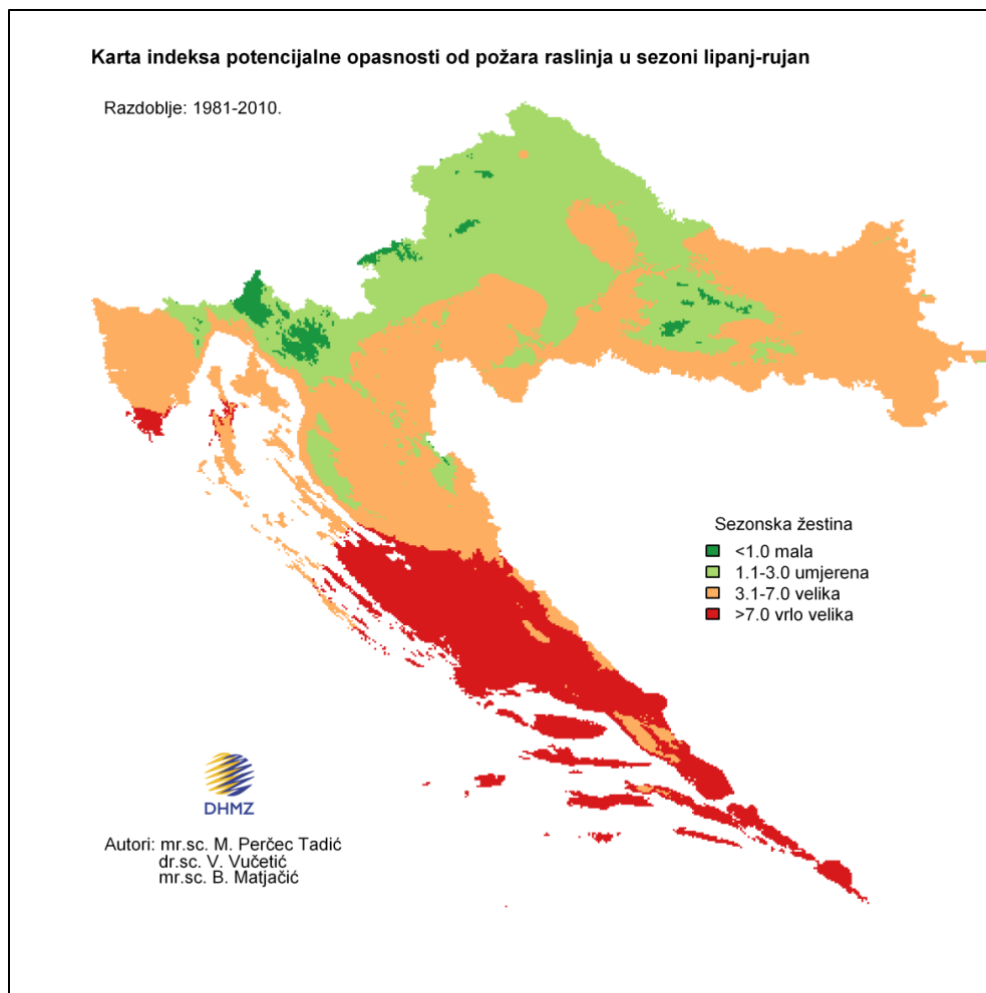 Karta indeksa potencijalne opasnosti od požara raslinja u sezoni lipanj-rujan
Razdoblje: 1981-2010.
Sezonska žestina
<1.0 mala
1.1-3.0 umjerena
3.1-7.0 velika
>7.0 vrlo velika
DHMZ
Autori: mr.sc. M. Perčec Tadić
dr.sc. V. Vučetić
mr.sc. B. Matjačić